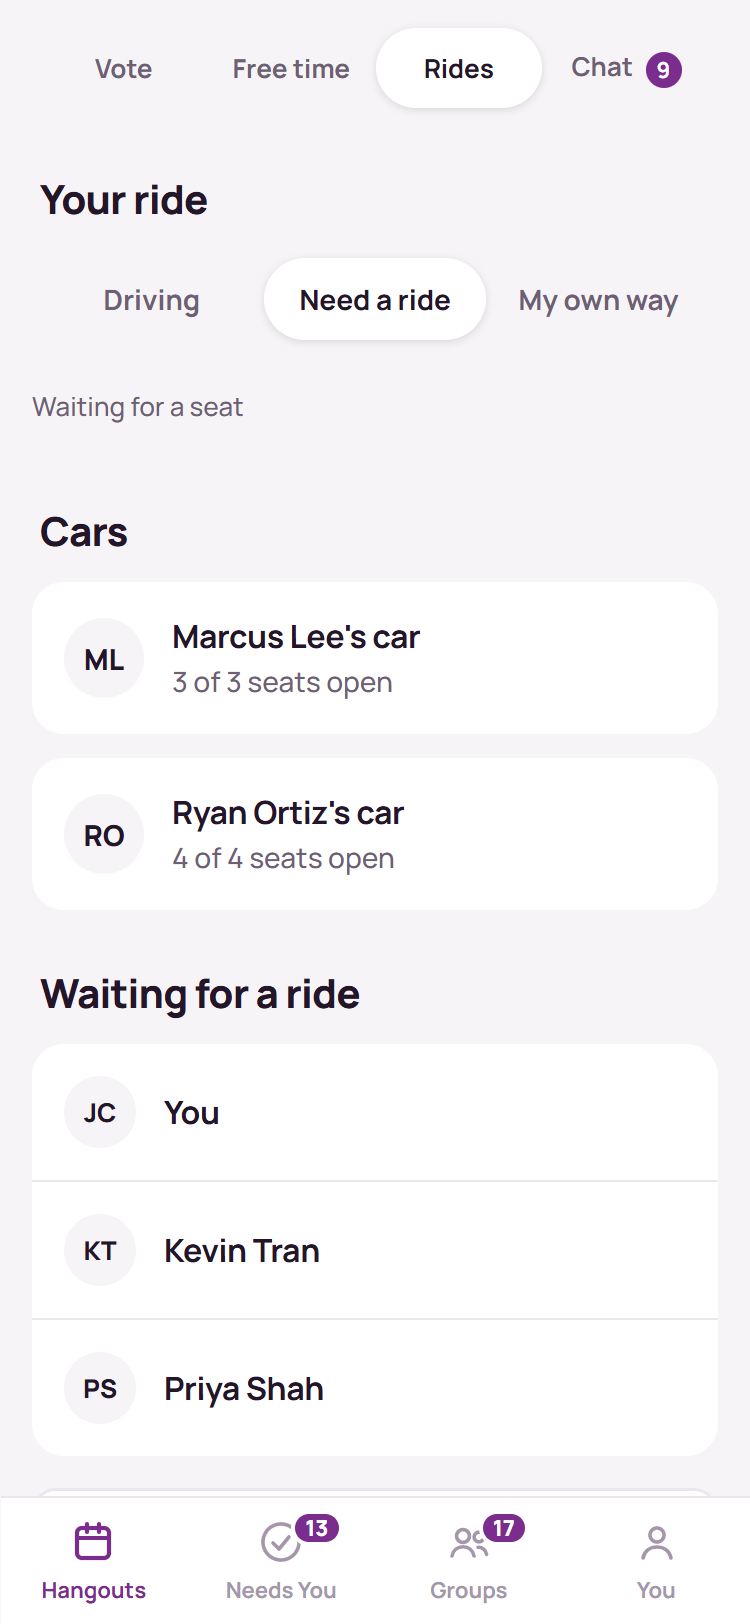 Vote
Free time
Rides
Chat 9
Your ride
Driving
Need a ride
My own way
Waiting for a seat
Cars
ML
Marcus Lee's car
3 of 3 seats open
RO
Ryan Ortiz's car
4 of 4 seats open
Waiting for a ride
JC
You
KT
Kevin Tran
PS
Priya Shah
13
17
Hangouts
Needs You
Groups
You